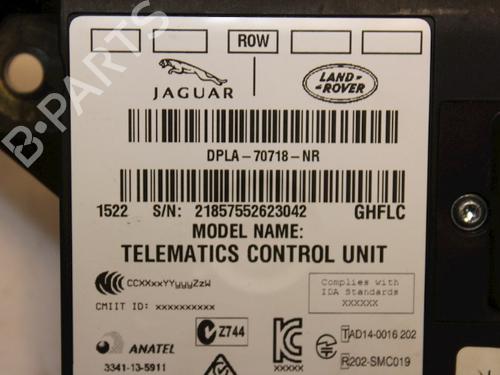 ROW
JAGUAR
LAND-
ROVER
DPLA-70718-NR
1522 S/N: 21857552623042 GHFLC
MODEL NAME:
TELEMATICS CONTROL UNIT
CCXXxxYYyyyZzW
CMIIT ID: xxxxxxxxxx
Complies with
IDA Standards
XXXXXX
ANATEL
3341-13-5911
Z744
xxxxx
TAD14-0016 202
R202-SMC019
B-PARTS